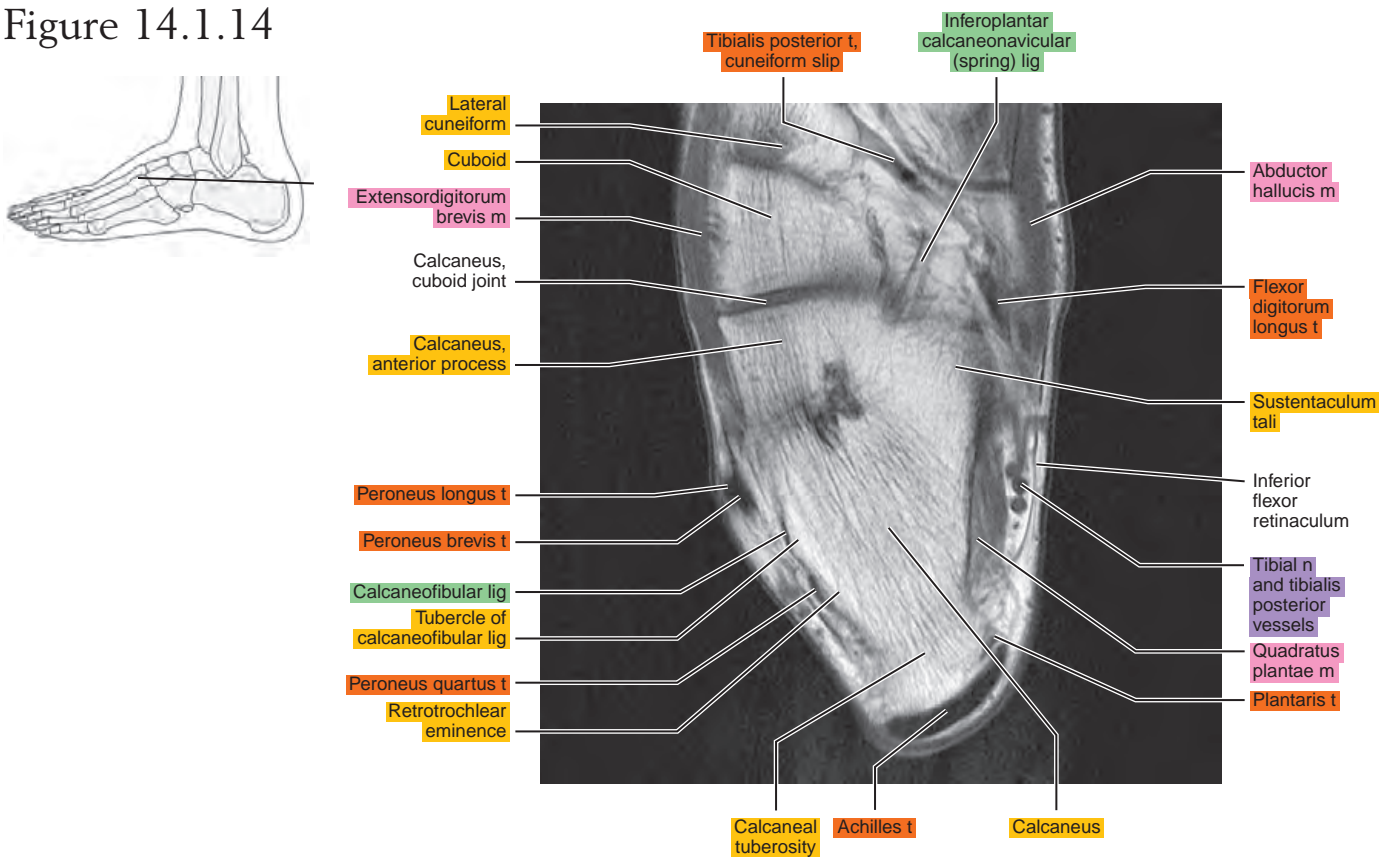 Figure 14.1.14
Tibialis posterior t,
cuneiform slip
Inferoplantar
calcaneonavicular
(spring) lig
Lateral
cuneiform
Cuboid
Extensordigitorum
brevis m
Calcaneus,
cuboid joint
Calcaneus,
anterior process
Peroneus longus t
Peroneus brevis t
Calcaneofibular lig
Tubercle of
calcaneofibular lig
Peroneus quartus t
Retrotrochlear
eminence
Abductor
hallucis m
Flexor
digitorum
longus t
Sustentaculum
tali
Inferior
flexor
retinaculum
Tibial n
and tibialis
posterior
vessels
Quadratus
plantae m
Plantaris t
Calcaneal
tuberosity
Achilles t
Calcaneus